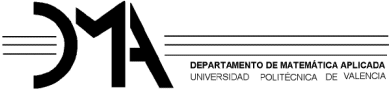 DMA
DEPARTAMENTO DE MATEMÁTICA APLICADA
UNIVERSIDAD POLITÉCNICA DE VALENCIA